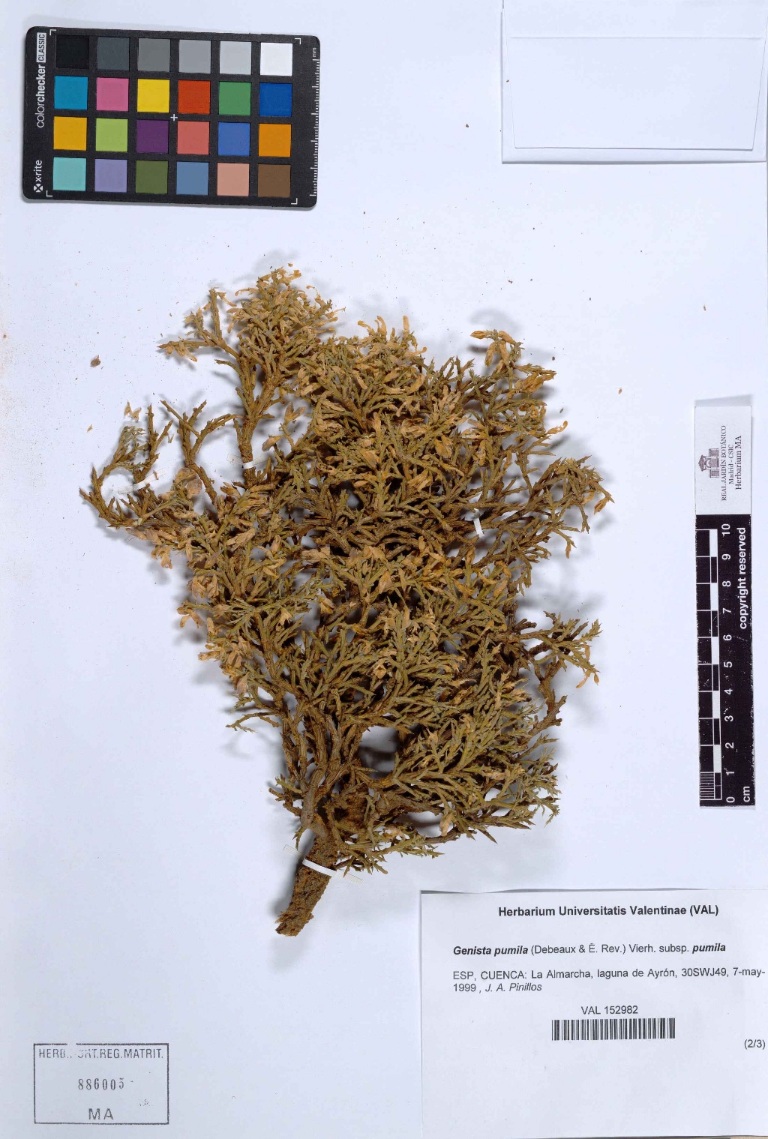 colorchecker CLASSIC
x-rite
REAL JARDÍN BOTÁNICO
Madrid-CSIC
Herbarium MA
0 1 2 3 4 5 6 7 8 9 10
cm
copyright reserved
Herbarium Universitatis Valentinae (VAL)
Genista pumila (Debeaux & É. Rev.) Vierh. subsp. pumila
ESP, CUENCA: La Almarcha, laguna de Ayrón, 30SWJ49, 7-may-
1999 , J. A. Pinillos
VAL 152982
(2/3)
HERB. REG. MATRIT.
886005
MA